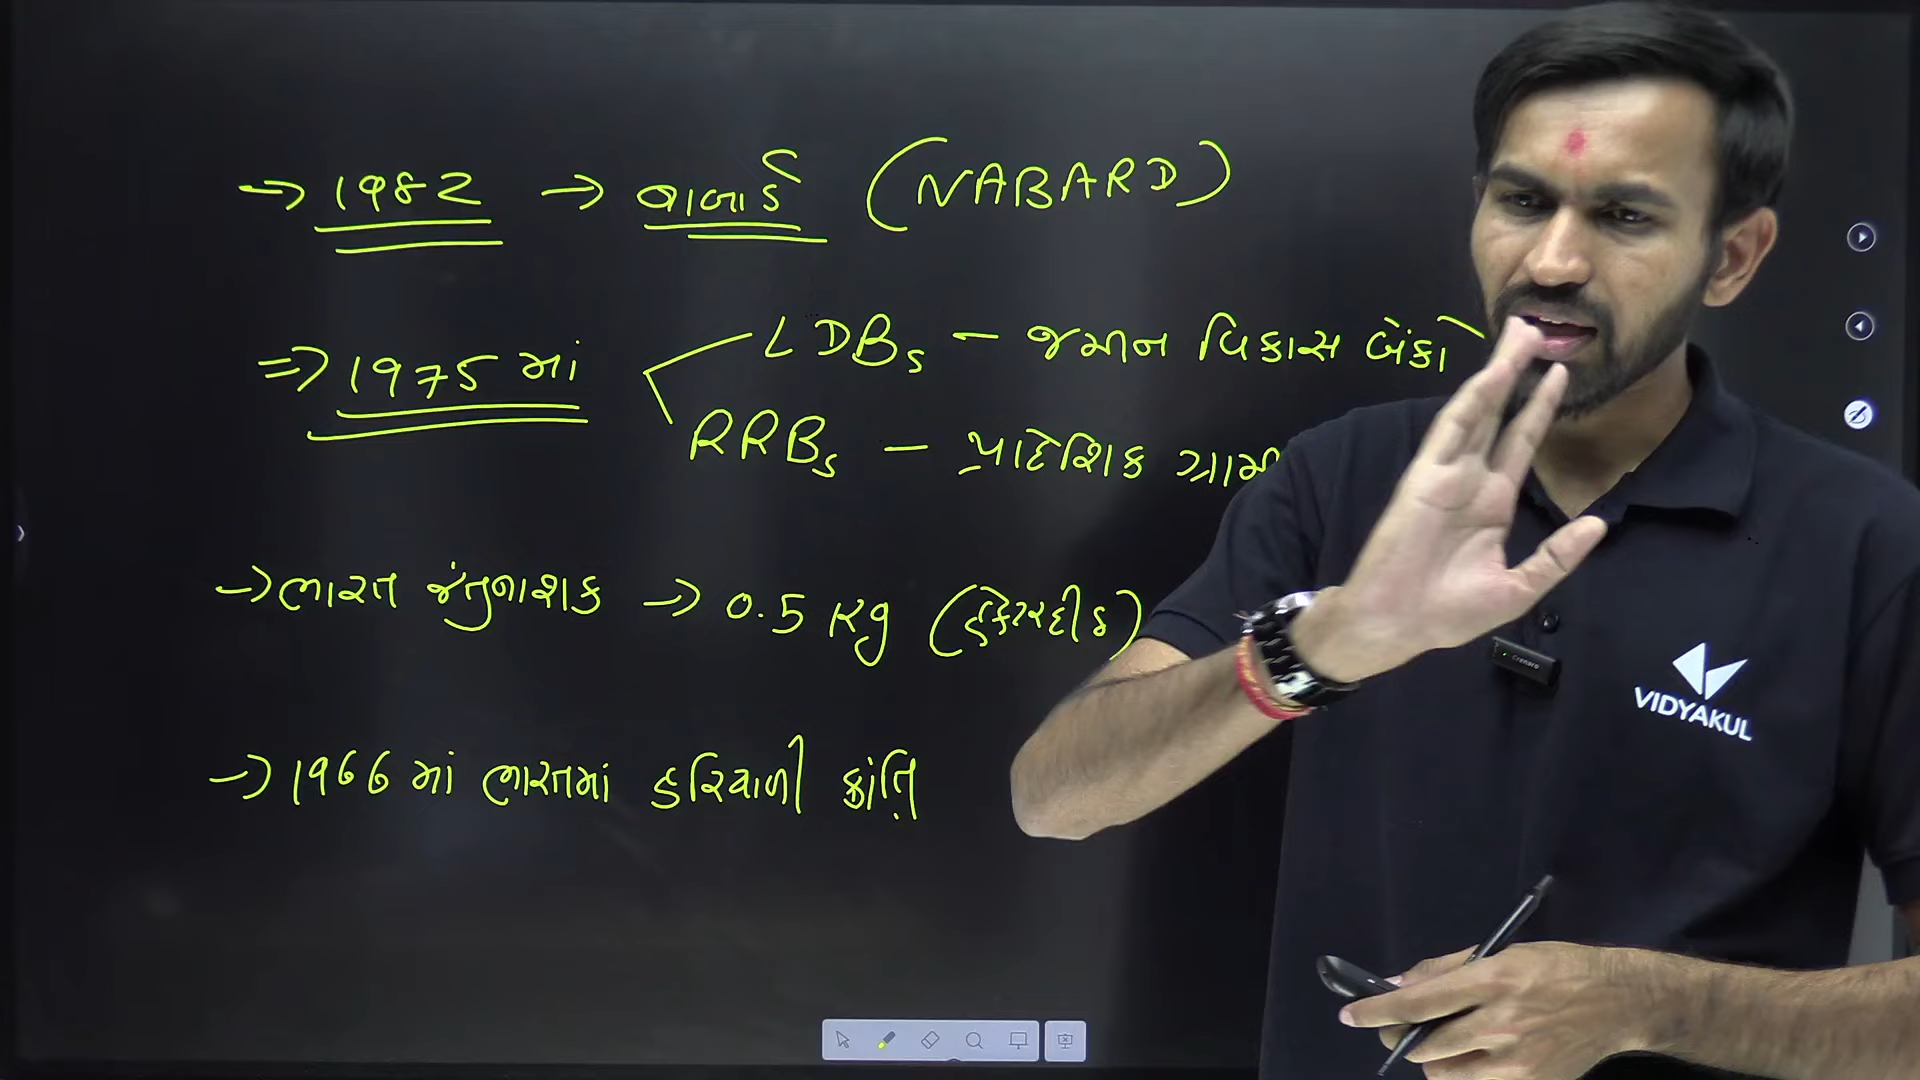 → 1982 → નાબાર્ડ (NABARD)
⇒ 1975 માં
LDBs – જમીન વિકાસ બેંકો
RRBs – પ્રાદેશિક ગ્રામ
→ ભારત જંતુનાશક → 0.5 Kg (હેક્ટરદીઠ)
→ 1966 માં ભારતમાં હરિયાળી ક્રાંતિ
VIDYAKUL